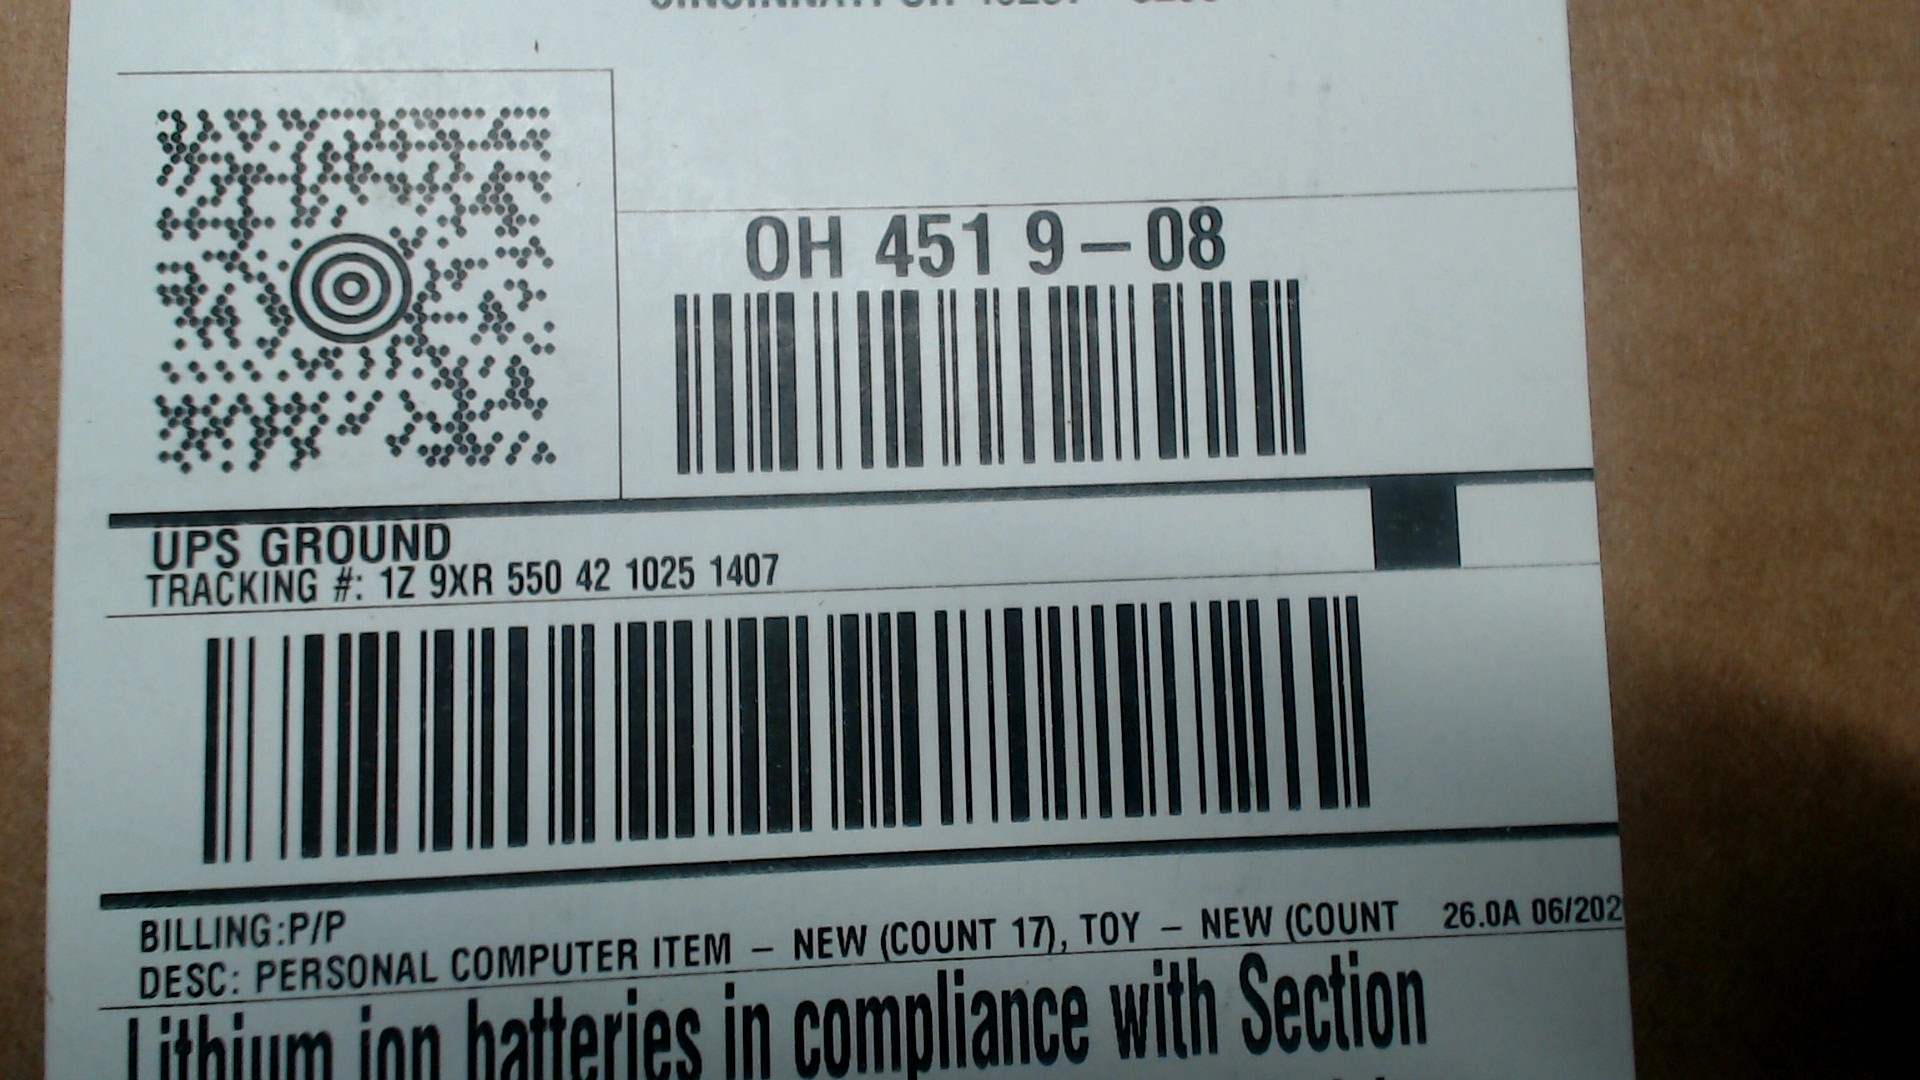 OH 451 9-08
UPS GROUND
TRACKING #: 1Z 9XR 550 42 1025 1407
BILLING:P/P
DESC: PERSONAL COMPUTER ITEM - NEW (COUNT 17), TOY - NEW (COUNT 26.0A 06/202
Lithium ion batteries in compliance with Section